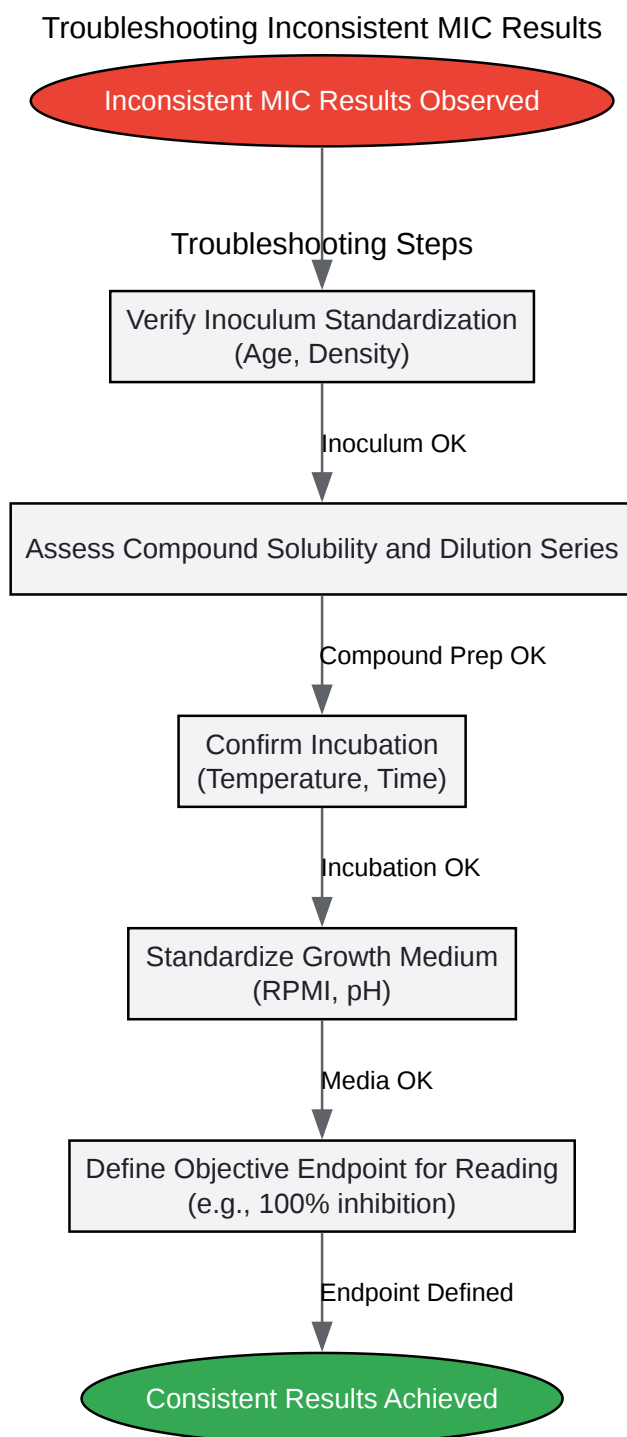 Troubleshooting Inconsistent MIC Results
Inconsistent MIC Results Observed
Troubleshooting Steps
Verify Inoculum Standardization
(Age, Density)
Inoculum OK
Assess Compound Solubility and Dilution Series
Compound Prep OK
Confirm Incubation
(Temperature, Time)
Incubation OK
Standardize Growth Medium
(RPMI, pH)
Media OK
Define Objective Endpoint for Reading
(e.g., 100% inhibition)
Endpoint Defined
Consistent Results Achieved